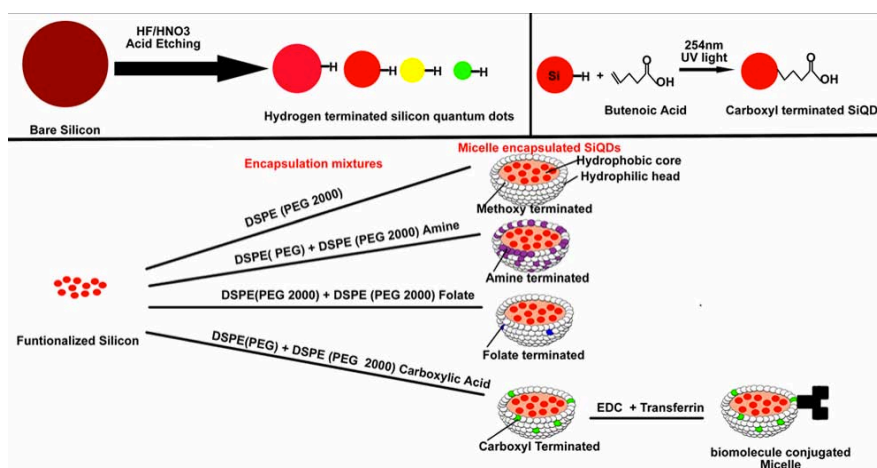 HF/HNO3
Acid Etching
H
H
H
H
Hydrogen terminated silicon quantum dots
Bare Silicon
Si
H
+
O
OH
Butenoic Acid
254nm
UV light
O
OH
Carboxyl terminated SiQD
Encapsulation mixtures
Micelle encapsulated SiQDs
Hydrophobic core
Hydrophilic head
DSPE (PEG 2000)
Methoxy terminated
DSPE( PEG) + DSPE (PEG 2000) Amine
Amine terminated
DSPE(PEG 2000) + DSPE (PEG 2000) Folate
Folate terminated
Funtionalized Silicon
DSPE(PEG) + DSPE (PEG 2000) Carboxylic Acid
Carboxyl Terminated
EDC + Transferrin
biomolecule conjugated
Micelle